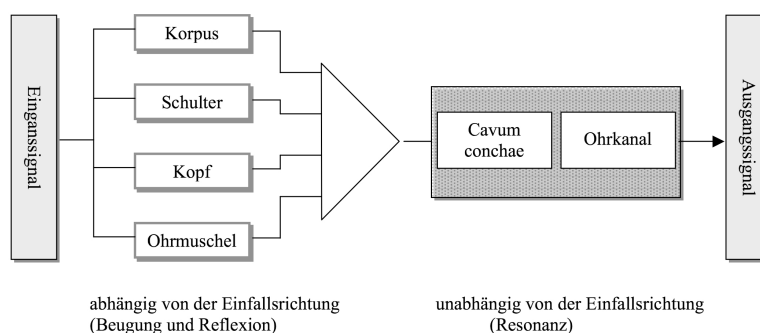 Einganssignal
Korpus
Schulter
Kopf
Ohrmuschel
Cavum
conchae
Ohrkanal
Ausgangssignal
abhängig von der Einfallsrichtung
(Beugung und Reflexion)
unabhängig von der Einfallsrichtung
(Resonanz)